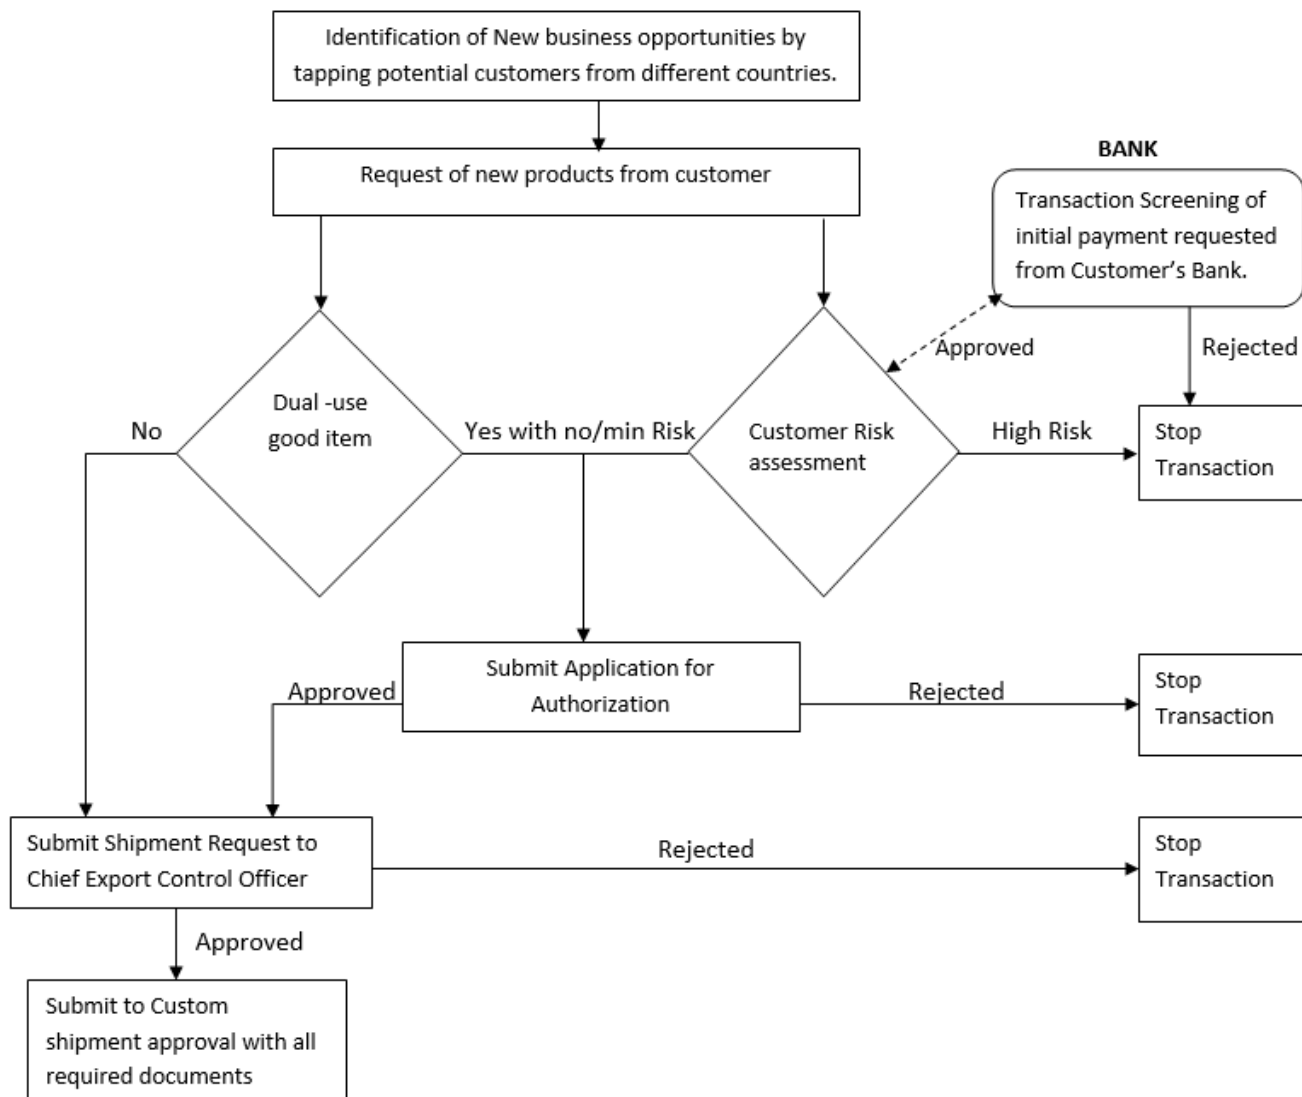 Identification of New business opportunities by
tapping potential customers from different countries.
Request of new products from customer
BANK
Transaction Screening of
initial payment requested
from Customer's Bank.
Approved
Rejected
Dual -use
good item
No
Yes with no/min Risk
Customer Risk
assessment
High Risk
Stop
Transaction
Submit Application for
Authorization
Approved
Rejected
Stop
Transaction
Submit Shipment Request to
Chief Export Control Officer
Rejected
Stop
Transaction
Approved
Submit to Custom
shipment approval with all
required documents